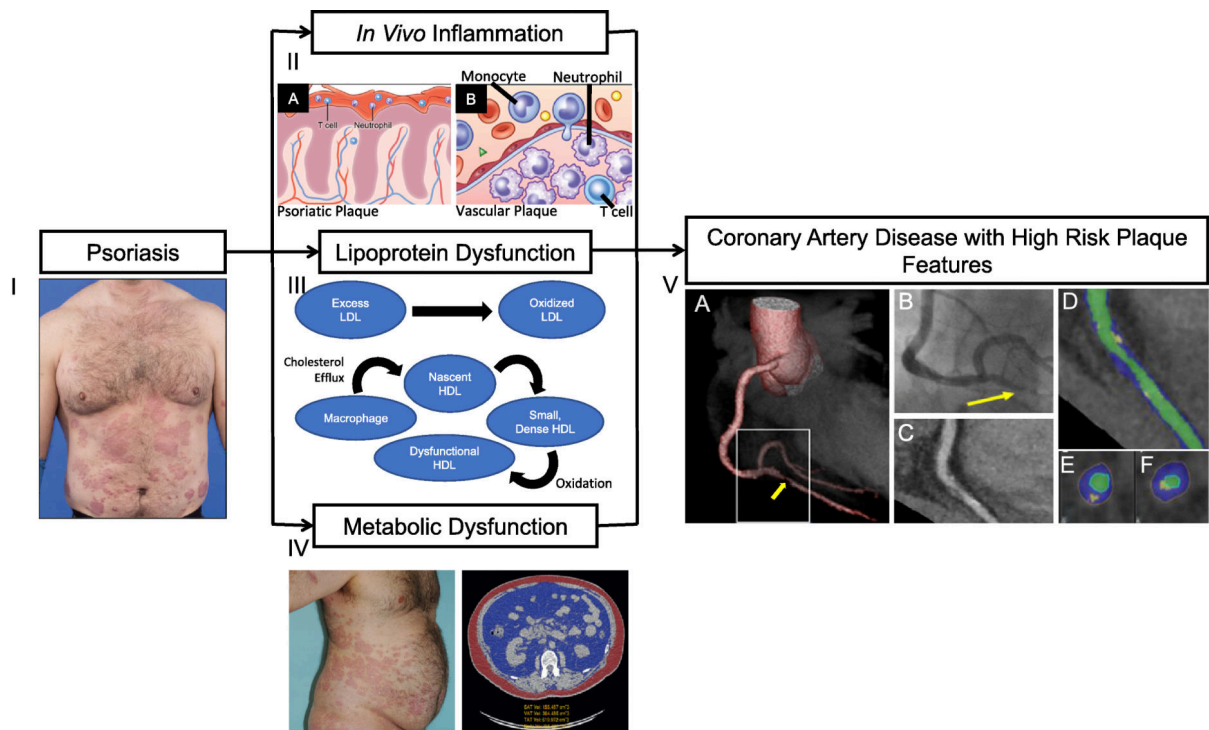 In Vivo Inflammation
II
Monocyte
Neutrophil
A
T cell
Neutrophil
B
Psoriatic Plaque
Vascular Plaque
T cell
Psoriasis
I
Lipoprotein Dysfunction
III
Excess
LDL
Oxidized
LDL
Cholesterol
Efflux
Nascent
HDL
Macrophage
Small,
Dense HDL
Dysfunctional
HDL
Oxidation
Metabolic Dysfunction
IV
Coronary Artery Disease with High Risk Plaque
Features
V
A
B
C
D
E
F